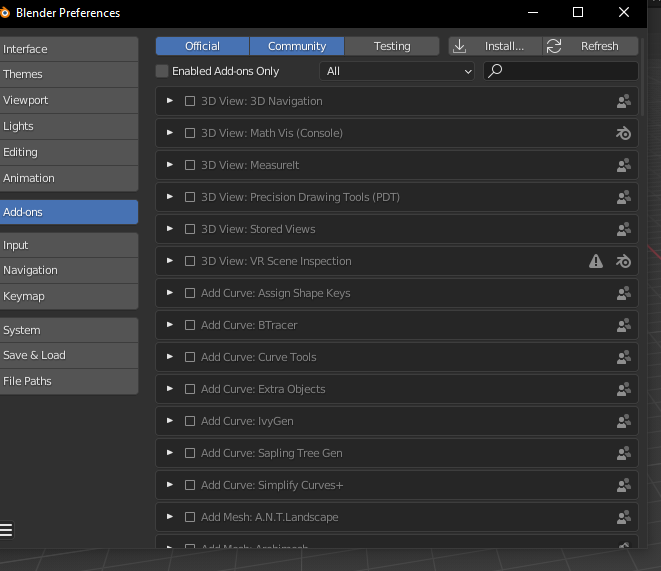 Blender Preferences
Interface
Themes
Viewport
Lights
Editing
Animation
Add-ons
Input
Navigation
Keymap
System
Save & Load
File Paths
Official Community Testing Install... Refresh
Enabled Add-ons Only All
3D View: 3D Navigation
3D View: Math Vis (Console)
3D View: MeasureIt
3D View: Precision Drawing Tools (PDT)
3D View: Stored Views
3D View: VR Scene Inspection
Add Curve: Assign Shape Keys
Add Curve: BTracer
Add Curve: Curve Tools
Add Curve: Extra Objects
Add Curve: IvyGen
Add Curve: Sapling Tree Gen
Add Curve: Simplify Curves+
Add Mesh: A.N.T.Landscape
Add Mesh: Archimesh